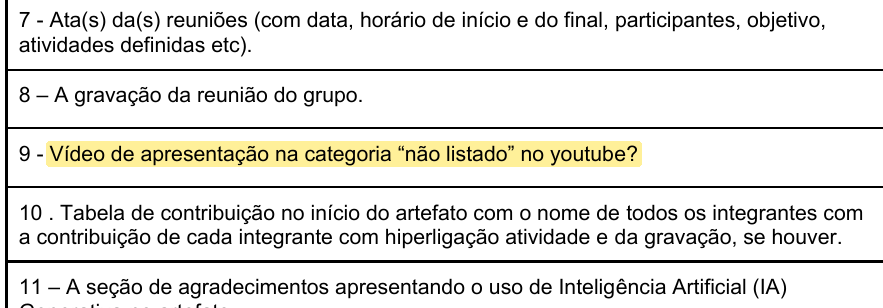 7 - Ata(s) da(s) reuniões (com data, horário de início e do final, participantes, objetivo,
atividades definidas etc).
8 – A gravação da reunião do grupo.
9 - Vídeo de apresentação na categoria “não listado” no youtube?
10 . Tabela de contribuição no início do artefato com o nome de todos os integrantes com
a contribuição de cada integrante com hiperligação atividade e da gravação, se houver.
11 – A seção de agradecimentos apresentando o uso de Inteligência Artificial (IA)